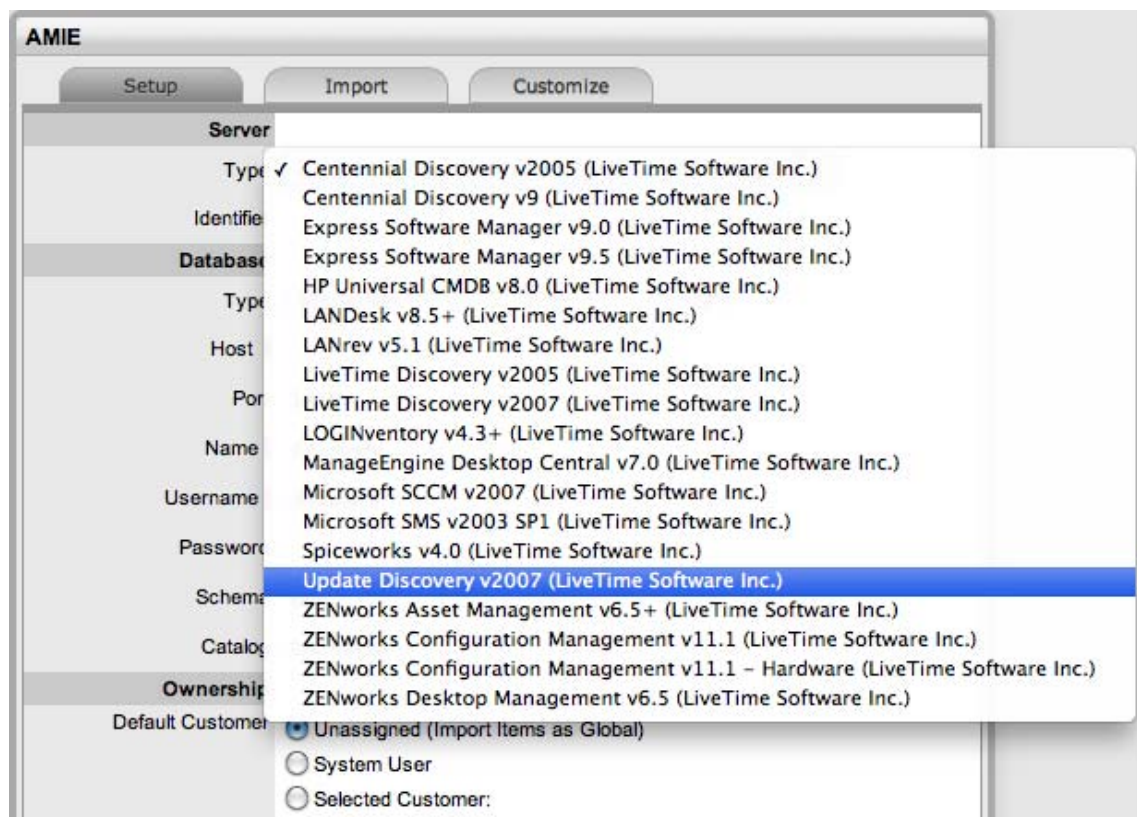 AMIE
Setup Import Customize
Server
Type ✓ Centennial Discovery v2005 (LiveTime Software Inc.)
Centennial Discovery v9 (LiveTime Software Inc.)
Identifie
Express Software Manager v9.0 (LiveTime Software Inc.)
Database Express Software Manager v9.5 (LiveTime Software Inc.)
HP Universal CMDB v8.0 (LiveTime Software Inc.)
Type
LANDesk v8.5+ (LiveTime Software Inc.)
Host LANrev v5.1 (LiveTime Software Inc.)
LiveTime Discovery v2005 (LiveTime Software Inc.)
Por LiveTime Discovery v2007 (LiveTime Software Inc.)
LOGINventory v4.3+ (LiveTime Software Inc.)
Name
ManageEngine Desktop Central v7.0 (LiveTime Software Inc.)
Username Microsoft SCCM v2007 (LiveTime Software Inc.)
Microsoft SMS v2003 SP1 (LiveTime Software Inc.)
Password Spiceworks v4.0 (LiveTime Software Inc.)
Update Discovery v2007 (LiveTime Software Inc.)
Schema
ZENworks Asset Management v6.5+ (LiveTime Software Inc.)
Catalog ZENworks Configuration Management v11.1 (LiveTime Software Inc.)
ZENworks Configuration Management v11.1 – Hardware (LiveTime Software Inc.)
Ownership ZENworks Desktop Management v6.5 (LiveTime Software Inc.)
Default Customer Unassigned (Import Items as Global)
System User
Selected Customer: